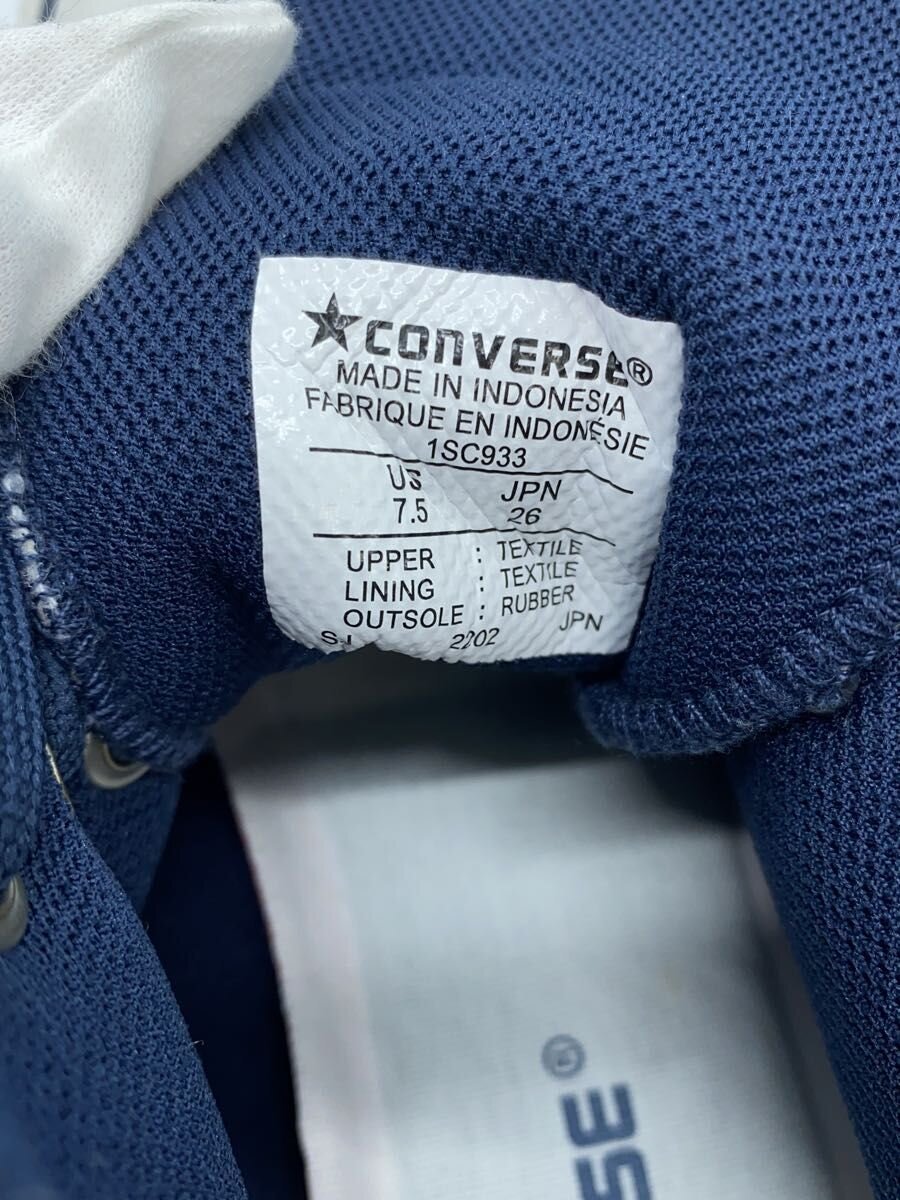 ★CONVERSE®
MADE IN INDONESIA
FABRIQUE EN INDONÉSIE
1SC933
US JPN
7.5 26
UPPER : TEXTILE
LINING : TEXTILE
OUTSOLE : RUBBER
2202 JPN
SE®